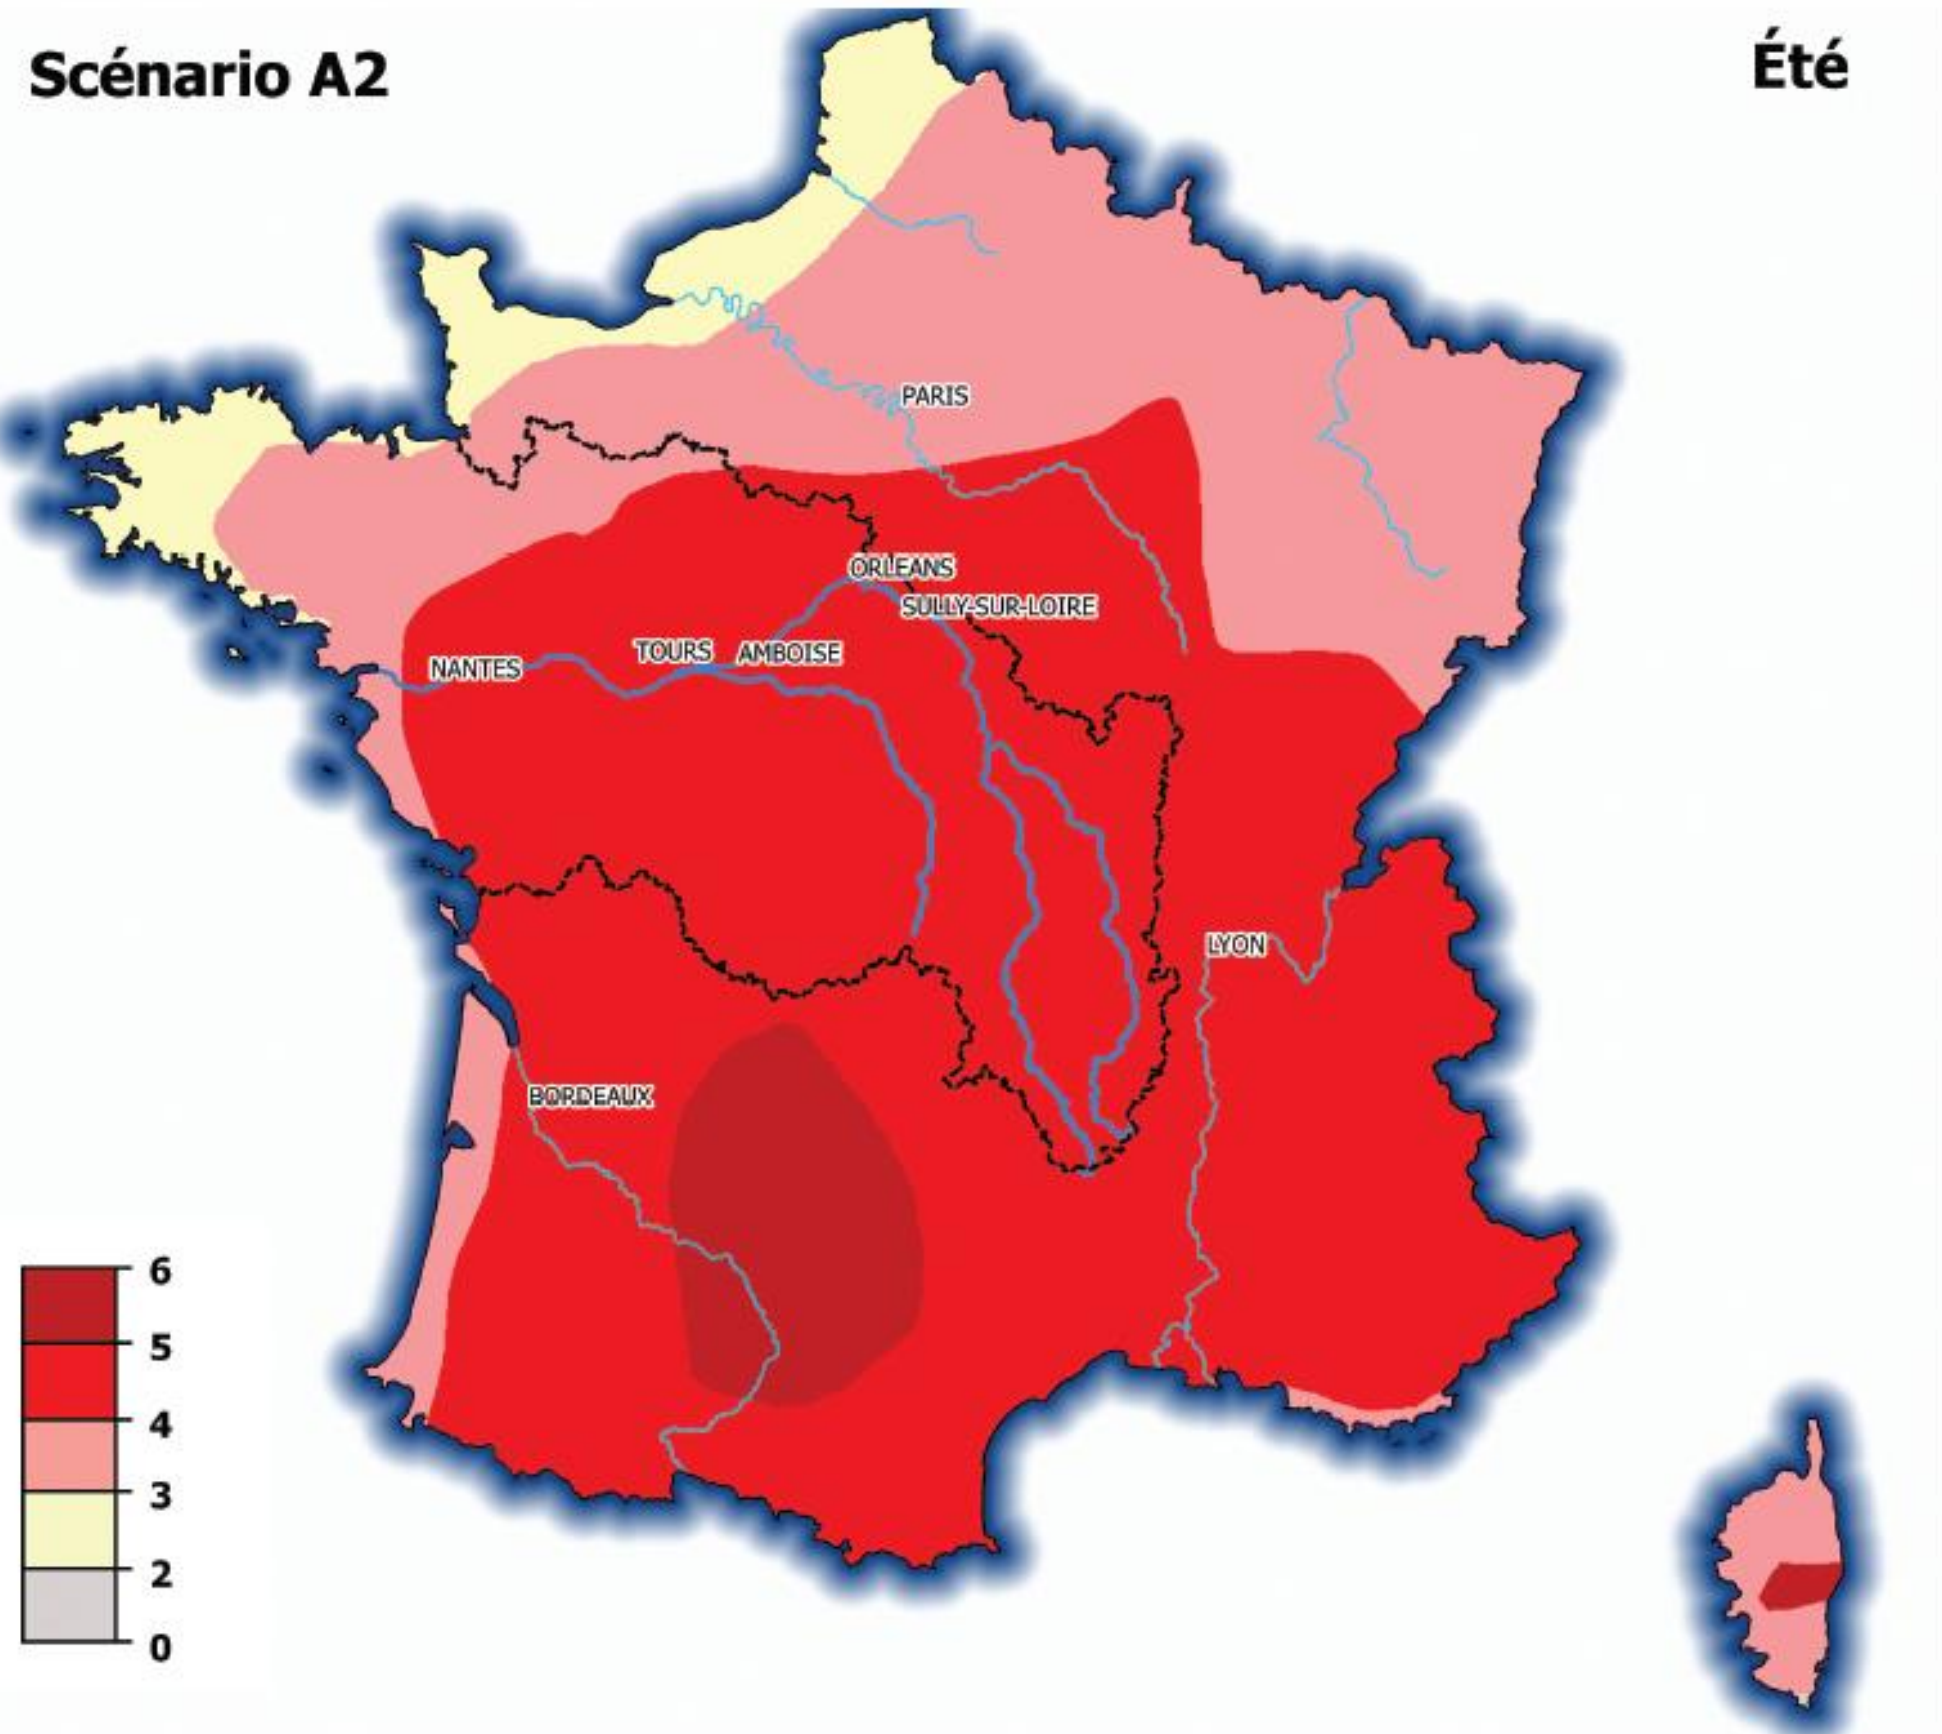 Scénario A2
Été
PARIS
ORLEANS
SULLY-SUR-LOIRE
NANTES
TOURS
AMBOISE
LYON
BORDEAUX
6
5
4
3
2
0